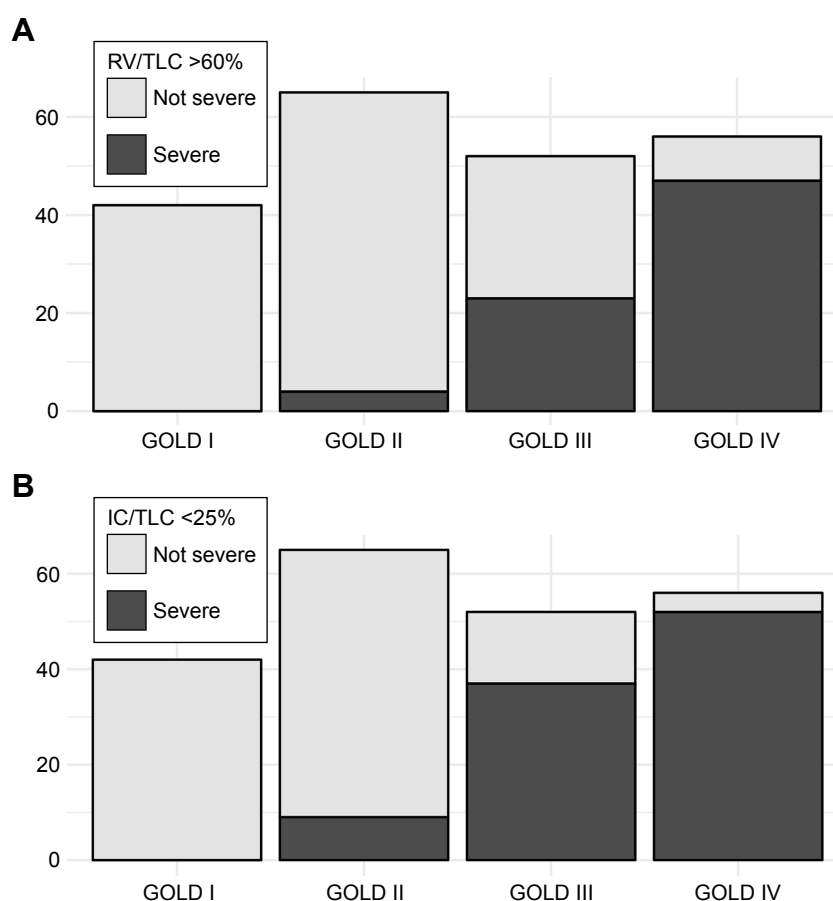 A
RV/TLC >60%
Not severe
Severe
60
40
20
0
GOLD I GOLD II GOLD III GOLD IV
B
IC/TLC <25%
Not severe
Severe
60
40
20
0
GOLD I GOLD II GOLD III GOLD IV